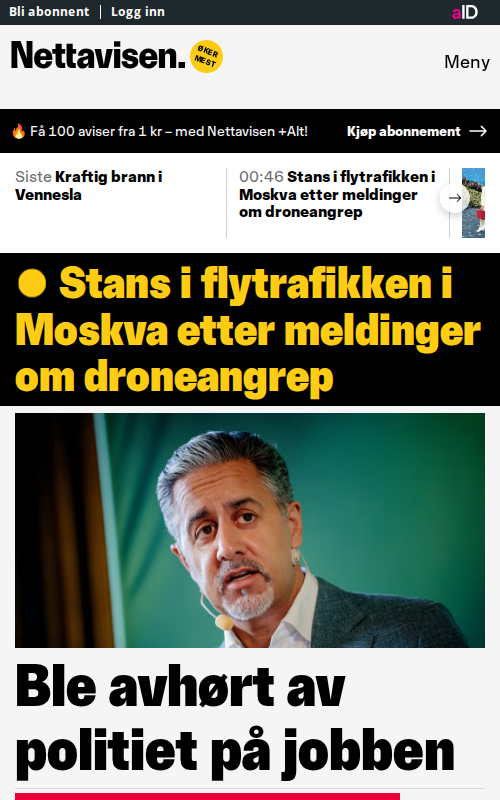 Bli abonnent
Logg inn
aID
Nettavisen.
ØKER
MEST
Meny
🔥 Få 100 aviser fra 1 kr – med Nettavisen +Alt!
Kjøp abonnement →
Siste Kraftig brann i
Vennesla
00:46 Stans i flytrafikken i
Moskva etter meldinger
om droneangrep
Stans i flytrafikken i
Moskva etter meldinger
om droneangrep
Ble avhørt av
politiet på jobben